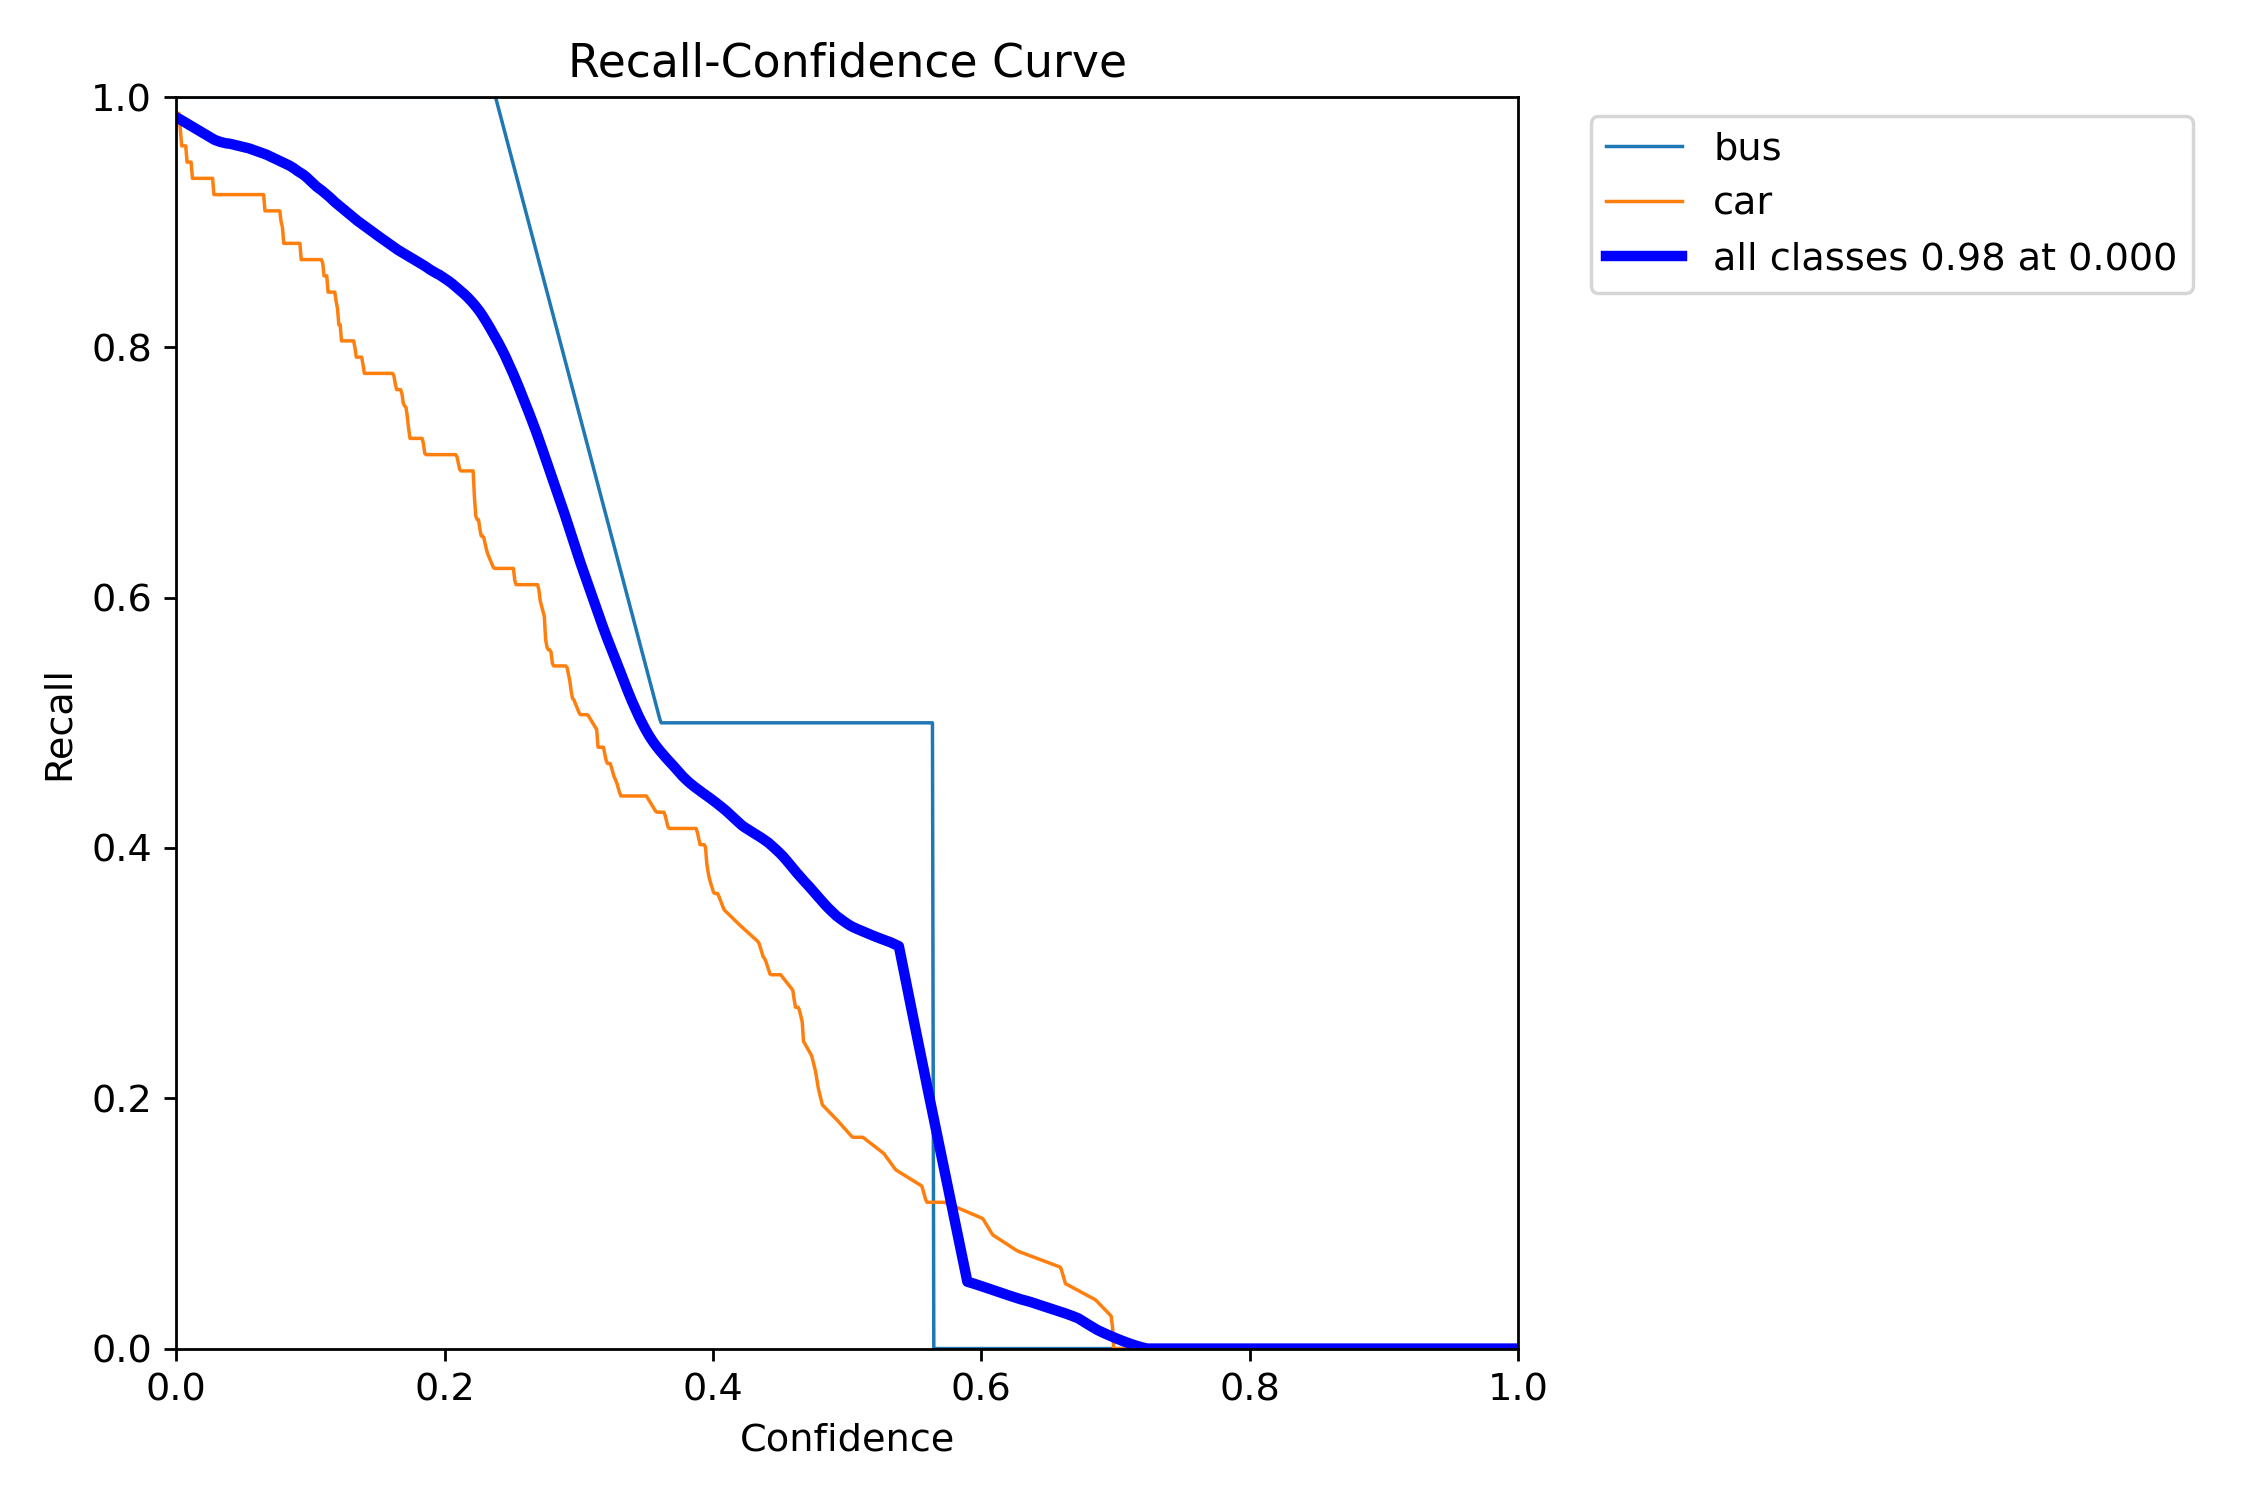 Recall-Confidence Curve
1.0
0.8
0.6
0.4
0.2
0.0
Recall
0.0 0.2 0.4 0.6 0.8 1.0
Confidence
bus
car
all classes 0.98 at 0.000